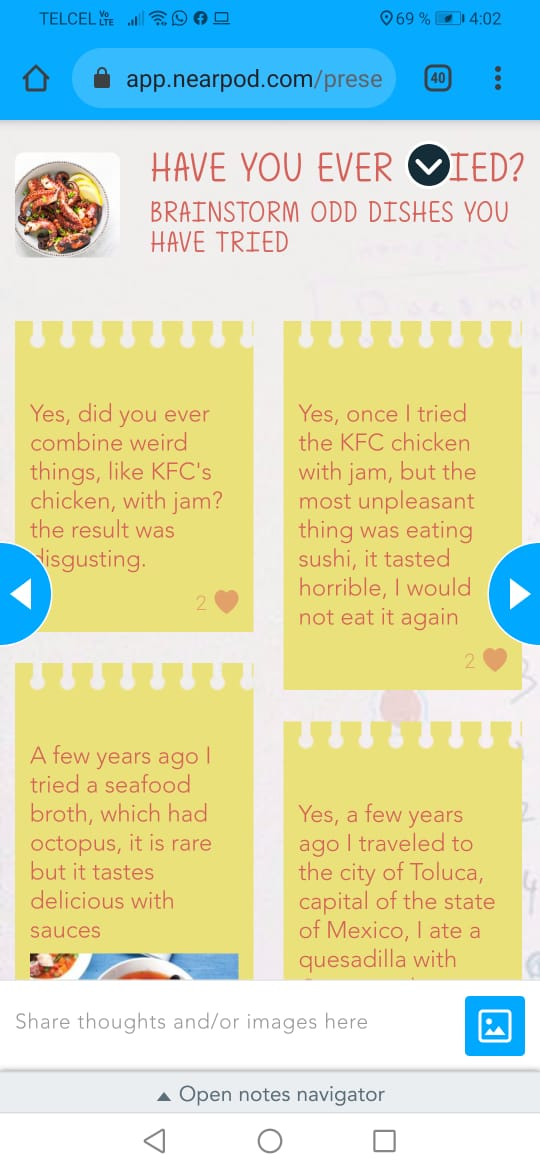 TELCEL Vo LTE 69 % 4:02
app.nearpod.com/prese 40
HAVE YOU EVER IED?
BRAINSTORM ODD DISHES YOU
HAVE TRIED
Yes, did you ever
combine weird
things, like KFC's
chicken, with jam?
the result was
disgusting.
2
Yes, once I tried
the KFC chicken
with jam, but the
most unpleasant
thing was eating
sushi, it tasted
horrible, I would
not eat it again
2
A few years ago I
tried a seafood
broth, which had
octopus, it is rare
but it tastes
delicious with
sauces
Yes, a few years
ago I traveled to
the city of Toluca,
capital of the state
of Mexico, I ate a
quesadilla with
Share thoughts and/or images here
Open notes navigator